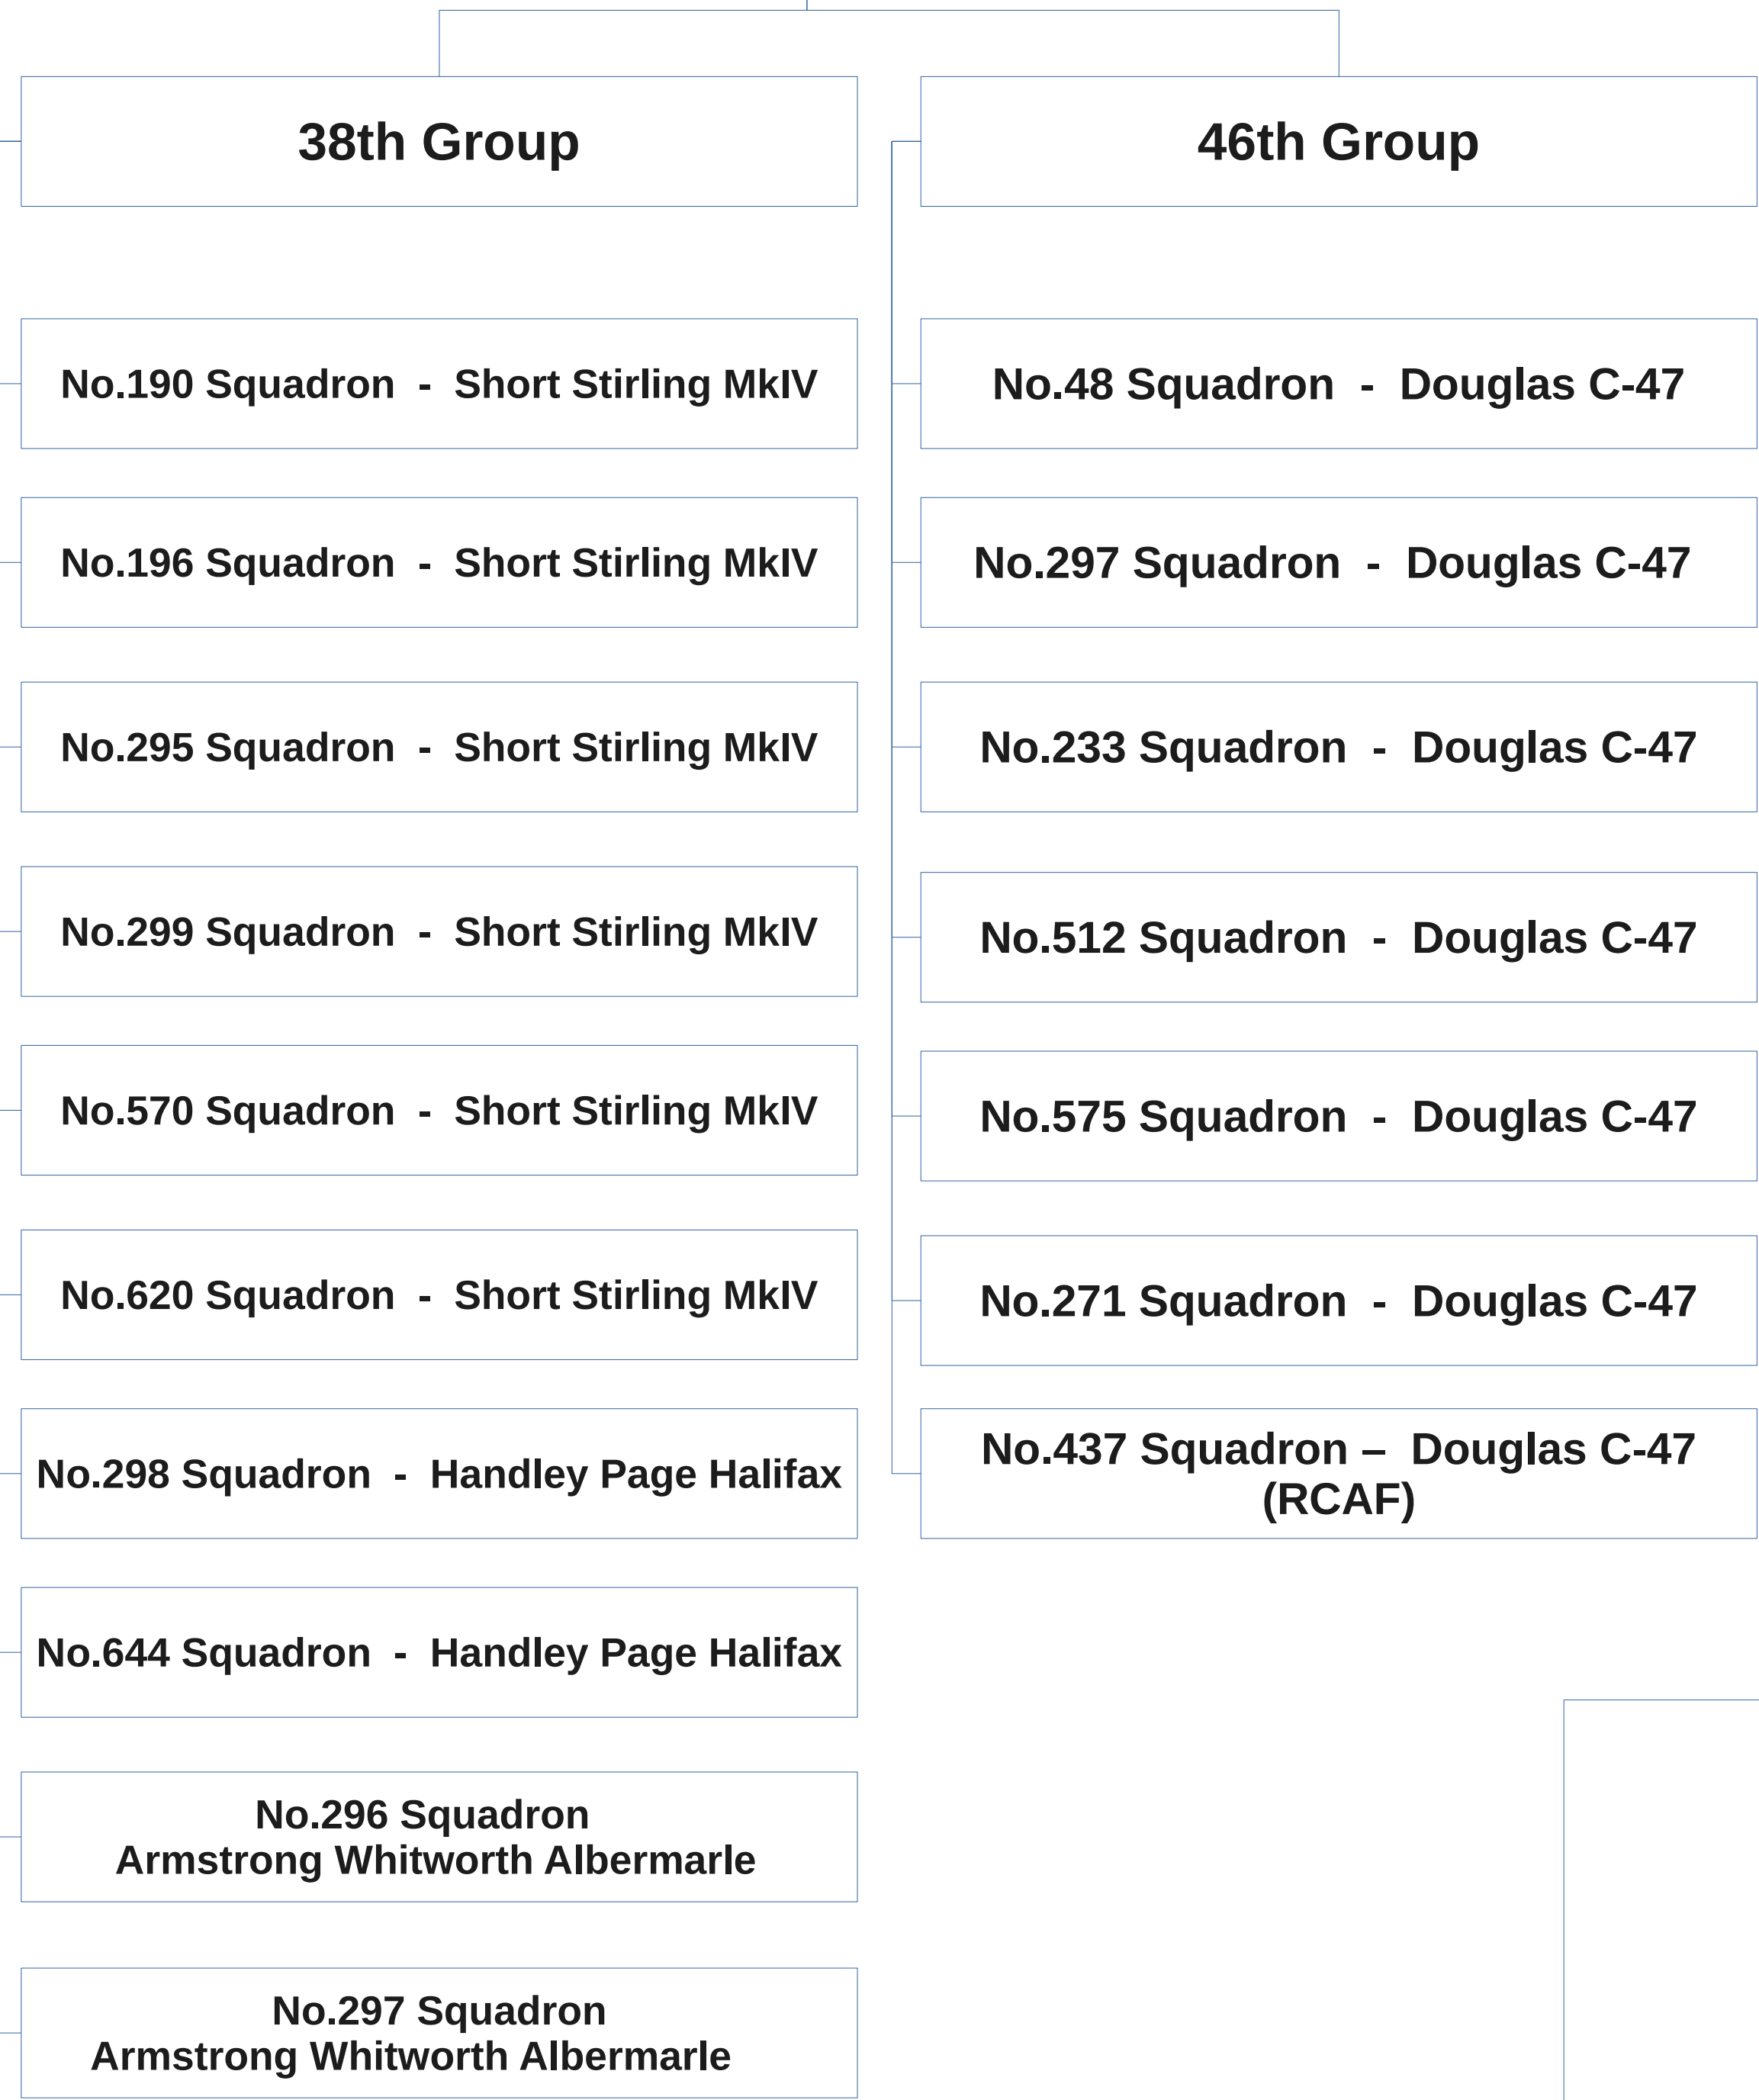 38th Group
No.190 Squadron - Short Stirling MkIV
No.196 Squadron - Short Stirling MkIV
No.295 Squadron - Short Stirling MkIV
No.299 Squadron - Short Stirling MkIV
No.570 Squadron - Short Stirling MkIV
No.620 Squadron - Short Stirling MkIV
No.298 Squadron - Handley Page Halifax
No.644 Squadron - Handley Page Halifax
No.296 Squadron
Armstrong Whitworth Albermarle
No.297 Squadron
Armstrong Whitworth Albermarle
46th Group
No.48 Squadron - Douglas C-47
No.297 Squadron - Douglas C-47
No.233 Squadron - Douglas C-47
No.512 Squadron - Douglas C-47
No.575 Squadron - Douglas C-47
No.271 Squadron - Douglas C-47
No.437 Squadron – Douglas C-47
(RCAF)